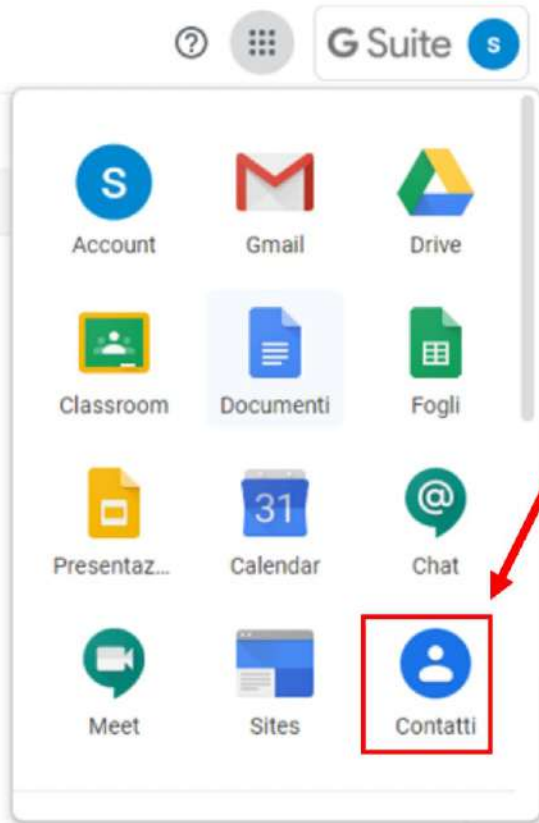 G Suite s
S
Account Gmail Drive
Classroom Documenti Fogli
31 @
Presentaz... Calendar Chat
Meet Sites Contatti